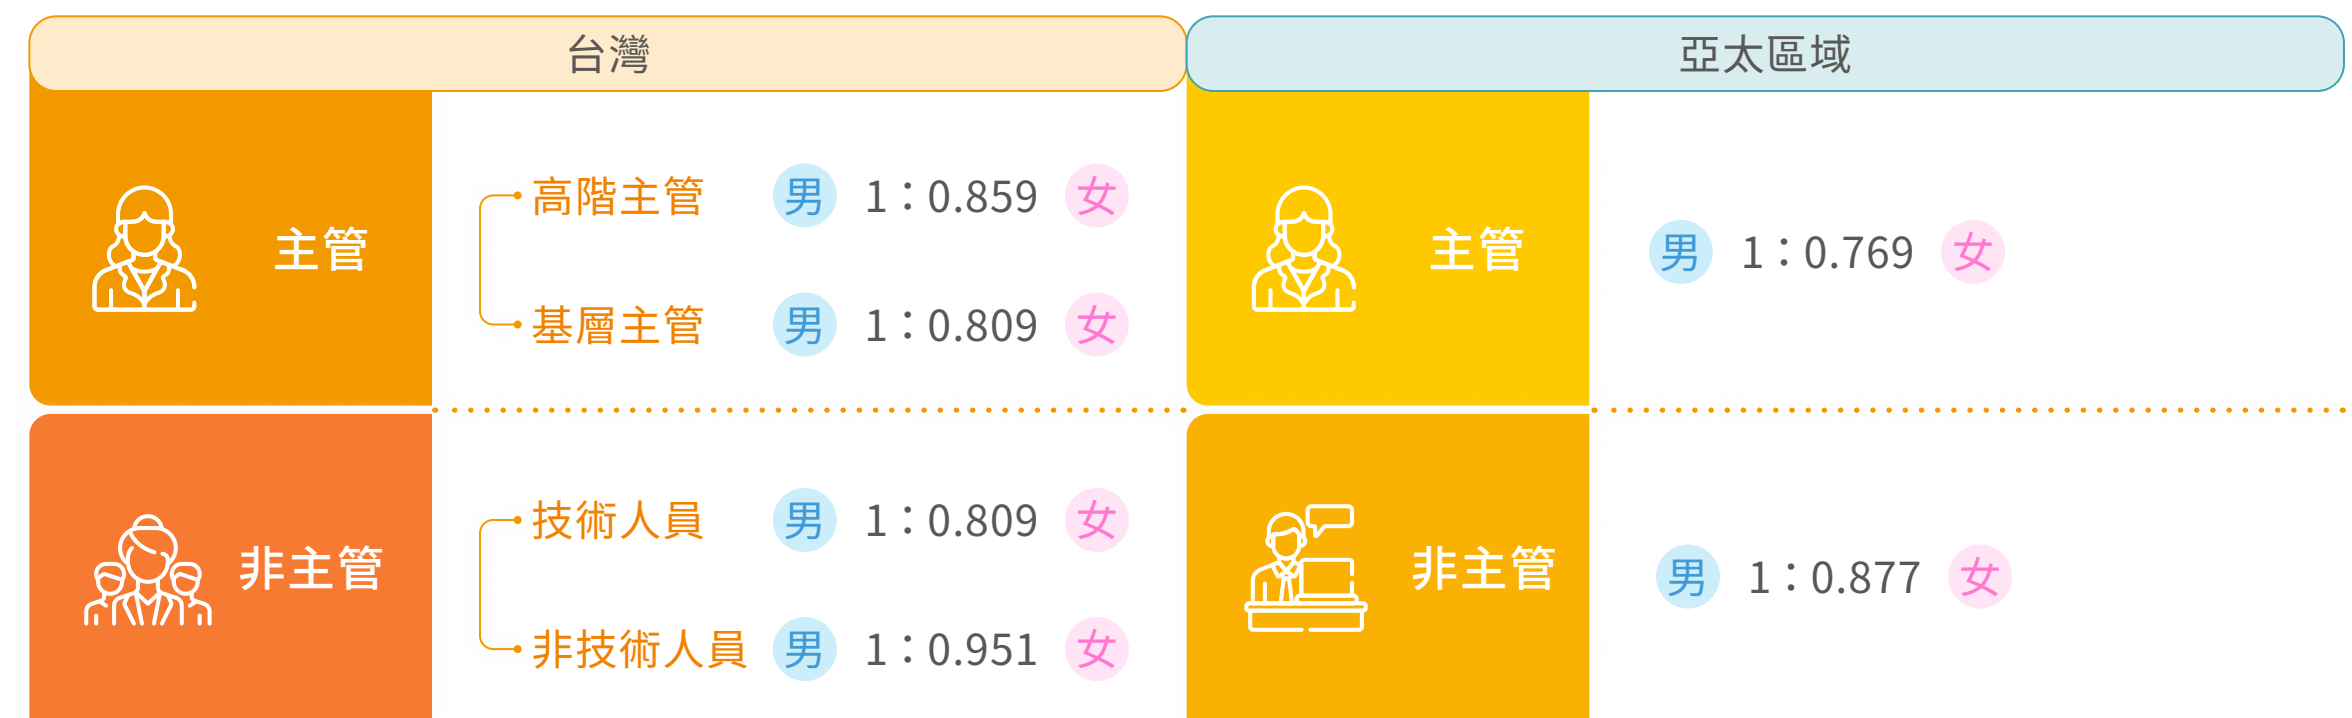 台灣
主管
高階主管 男 1：0.859 女
基層主管 男 1：0.809 女
非主管
技術人員 男 1：0.809 女
非技術人員 男 1：0.951 女
亞太區域
主管
男 1：0.769 女
非主管
男 1：0.877 女